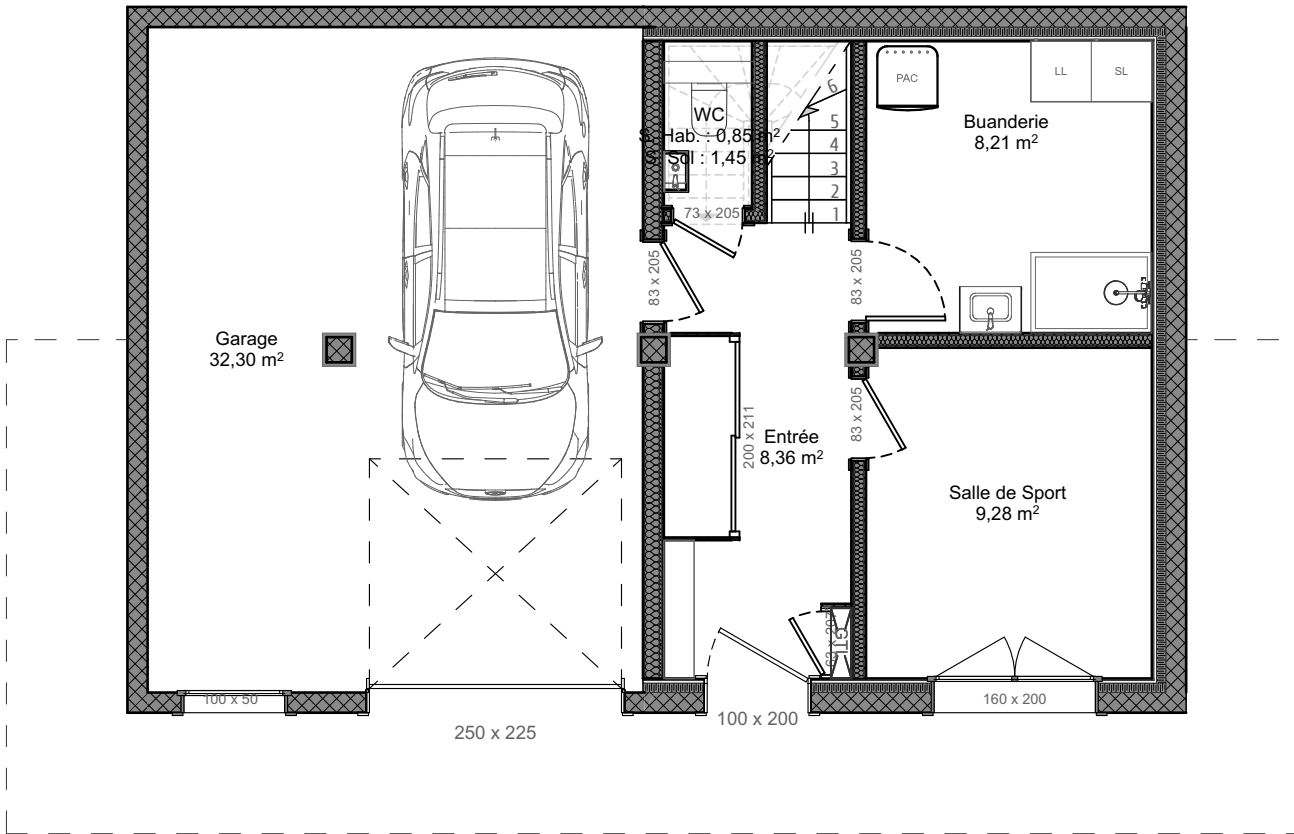 WC
S. Hab. : 0,85 m²
S. Sol : 1,45 m²
73 x 205
6
5
4
3
2
1
PAC
LL
SL
Buanderie
8,21 m²
83 x 205
83 x 205
Garage
32,30 m²
200 x 211
Entrée
8,36 m²
83 x 205
Salle de Sport
9,28 m²
GTL
100 x 50
250 x 225
100 x 200
160 x 200